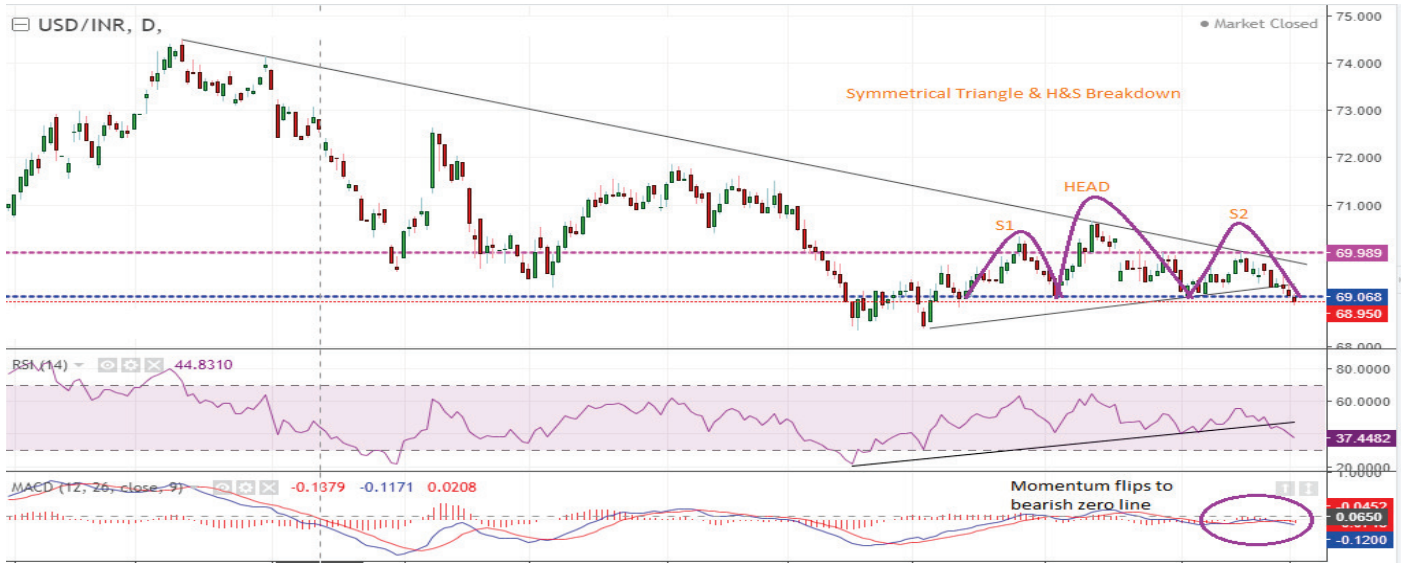 USD/INR, D,
Market Closed
75.000
74.000
Symmetrical Triangle & H&S Breakdown
73.000
72.000
HEAD
71.000
S1
S2
69.989
69.068
68.950
68.000
RSI (14) 44.8310
80.0000
60.0000
37.4482
20.0000
1.0000
MACD (12, 26, close, 9) -0.1379 -0.1171 0.0208
Momentum flips to
bearish zero line
-0.0452
0.0650
-0.1200